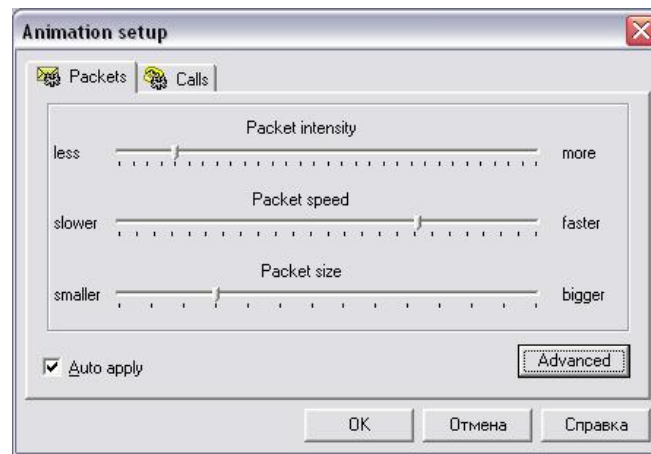 Animation setup
Packets Calls
Packet intensity
less more
Packet speed
slower faster
Packet size
smaller bigger
Auto apply Advanced
OK Отмена Справка